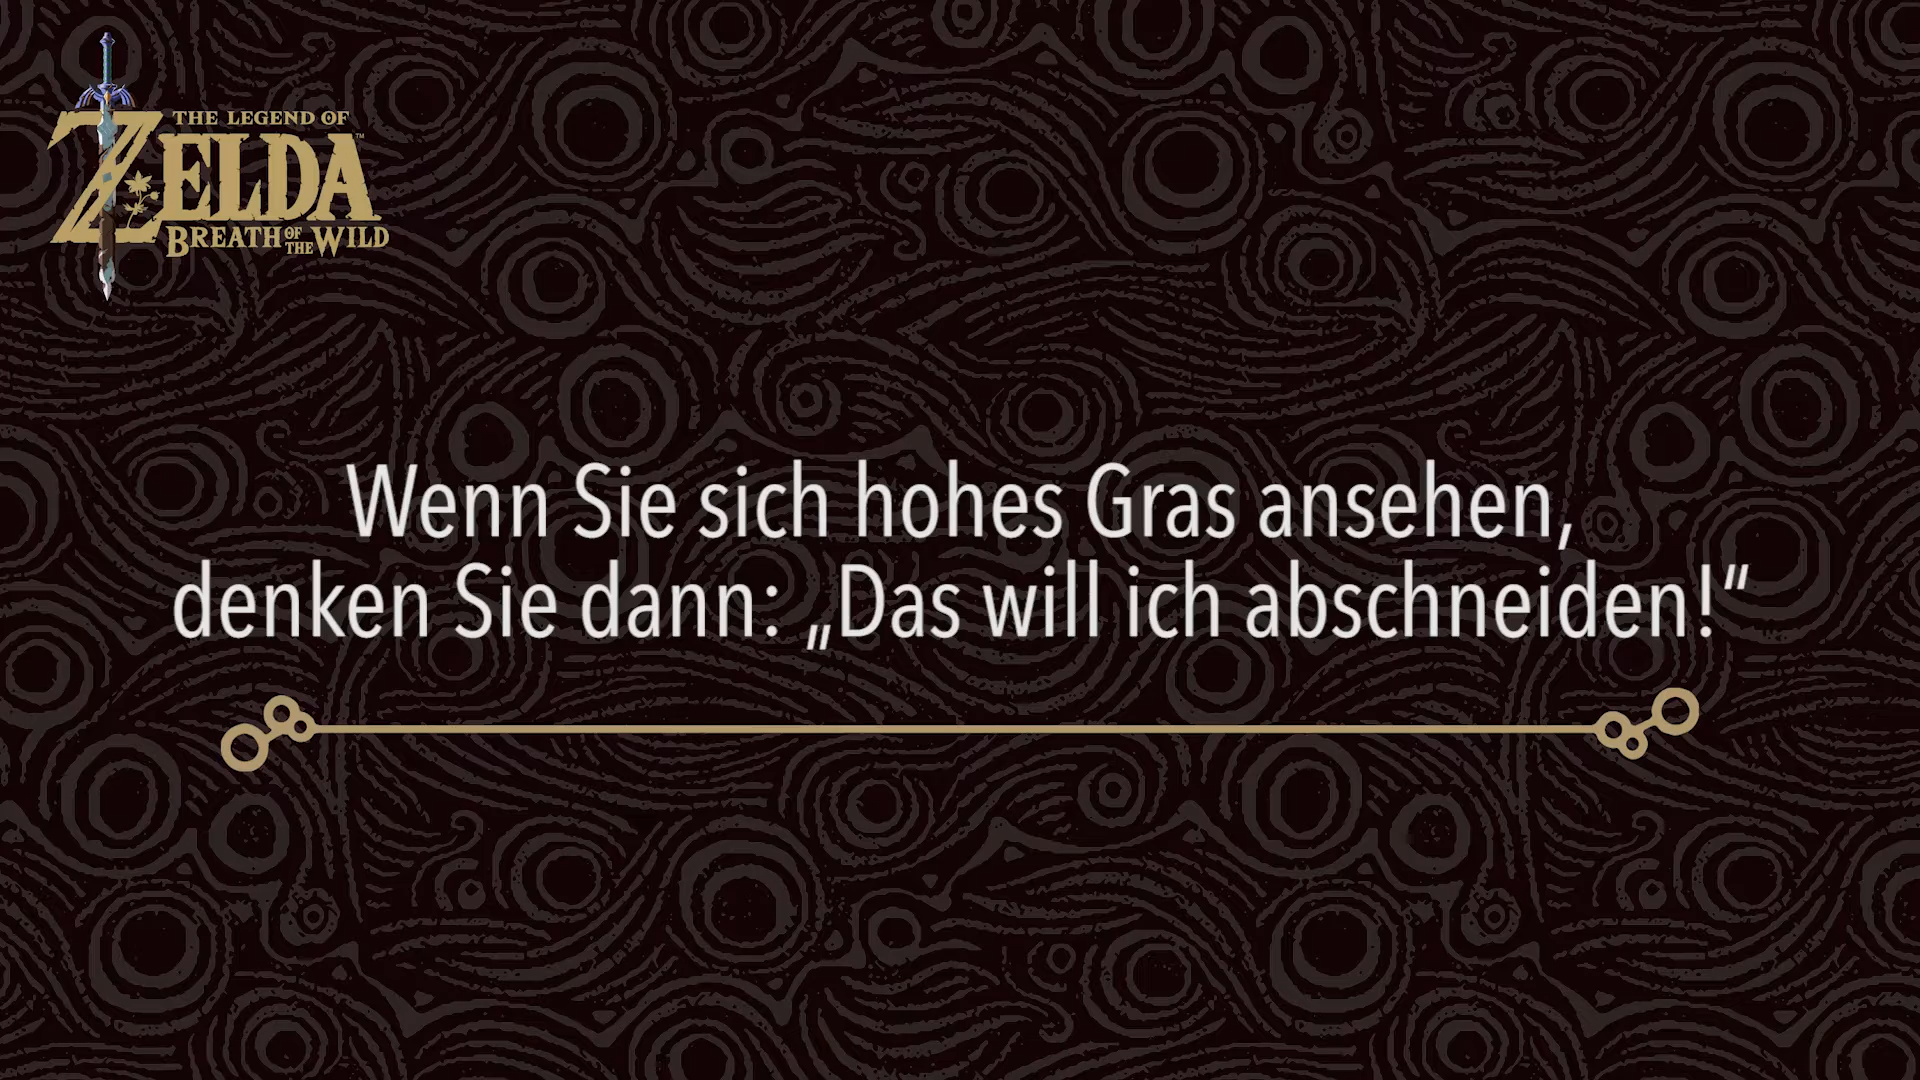 THE LEGEND OF
ZELDA™
BREATH OF THE WILD
Wenn Sie sich hohes Gras ansehen,
denken Sie dann: „Das will ich abschneiden!“